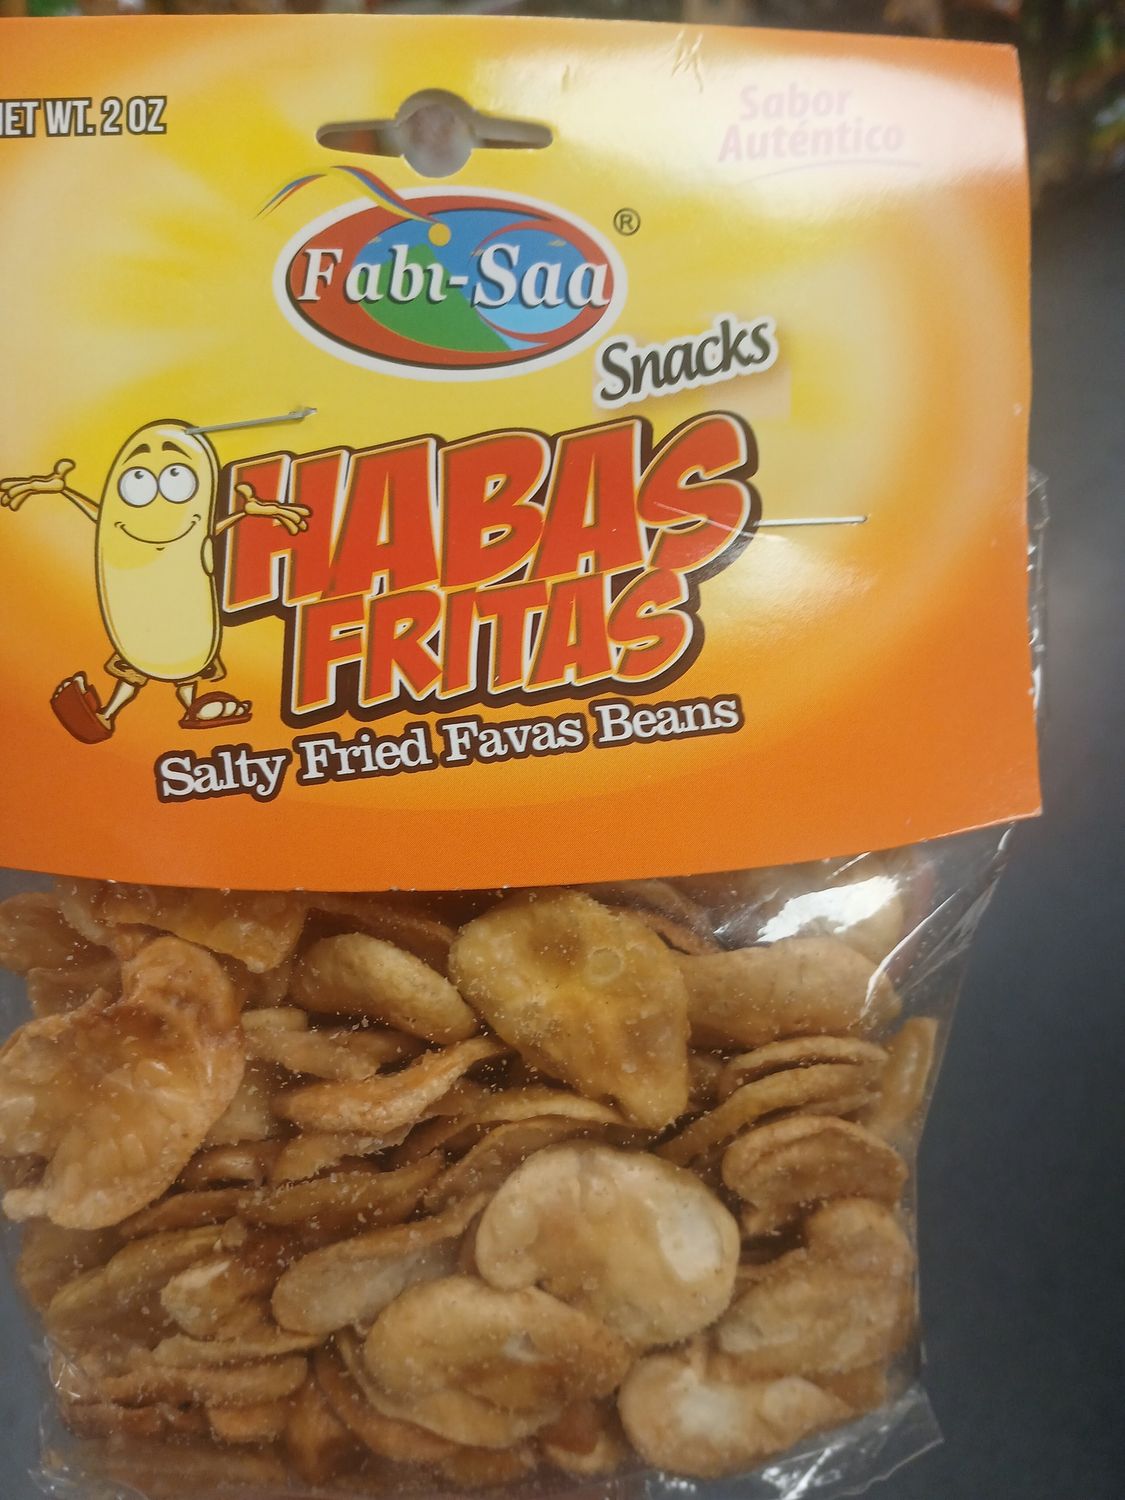 NET WT. 2 OZ
Sabor
Auténtico
Fabi-Saa ®
Snacks
HABAS
FRITAS
Salty Fried Favas Beans